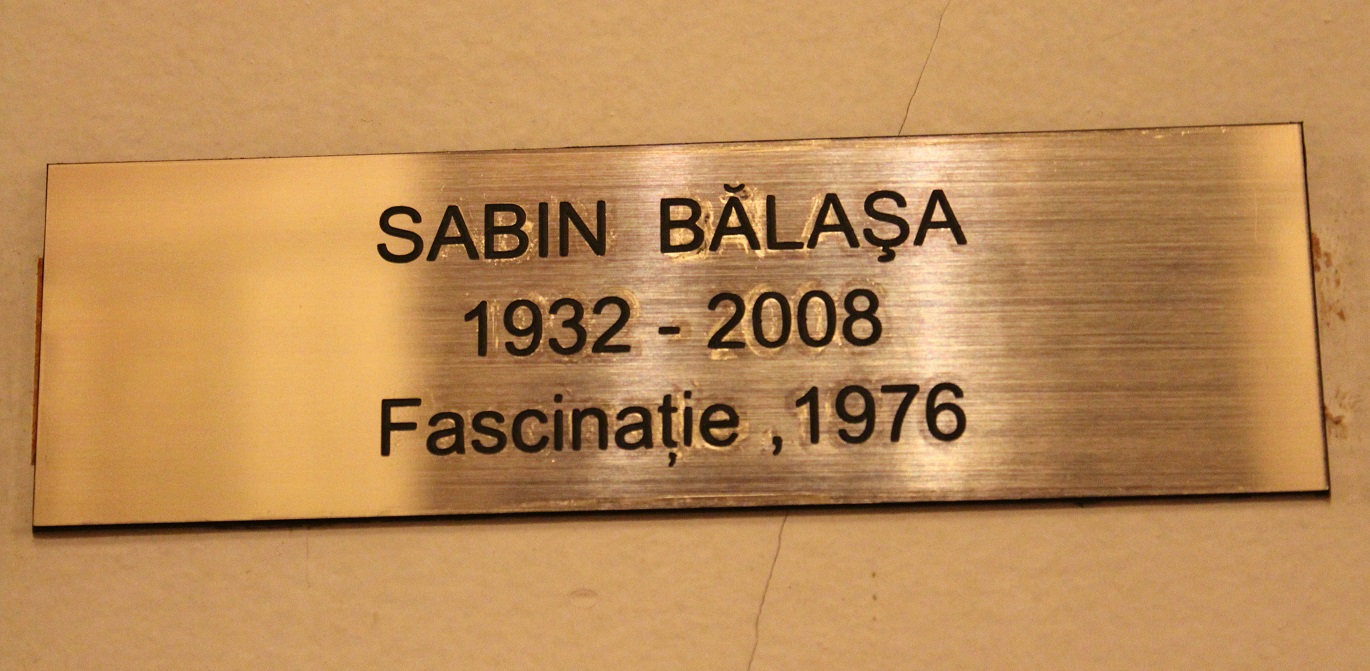 SABIN BĂLAŞA
1932 - 2008
Fascinație ,1976